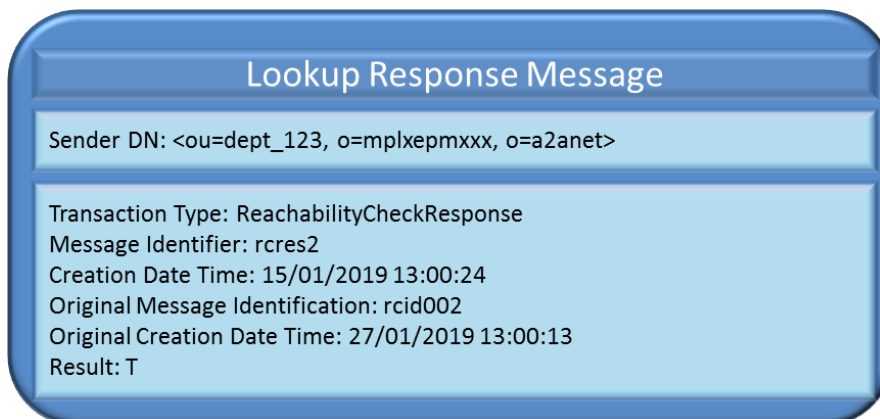 Lookup Response Message
Sender DN: <ou=dept_123, o=mplxepmxxx, o=a2anet>
Transaction Type: ReachabilityCheckResponse
Message Identifier: rcres2
Creation Date Time: 15/01/2019 13:00:24
Original Message Identification: rcid002
Original Creation Date Time: 27/01/2019 13:00:13
Result: T